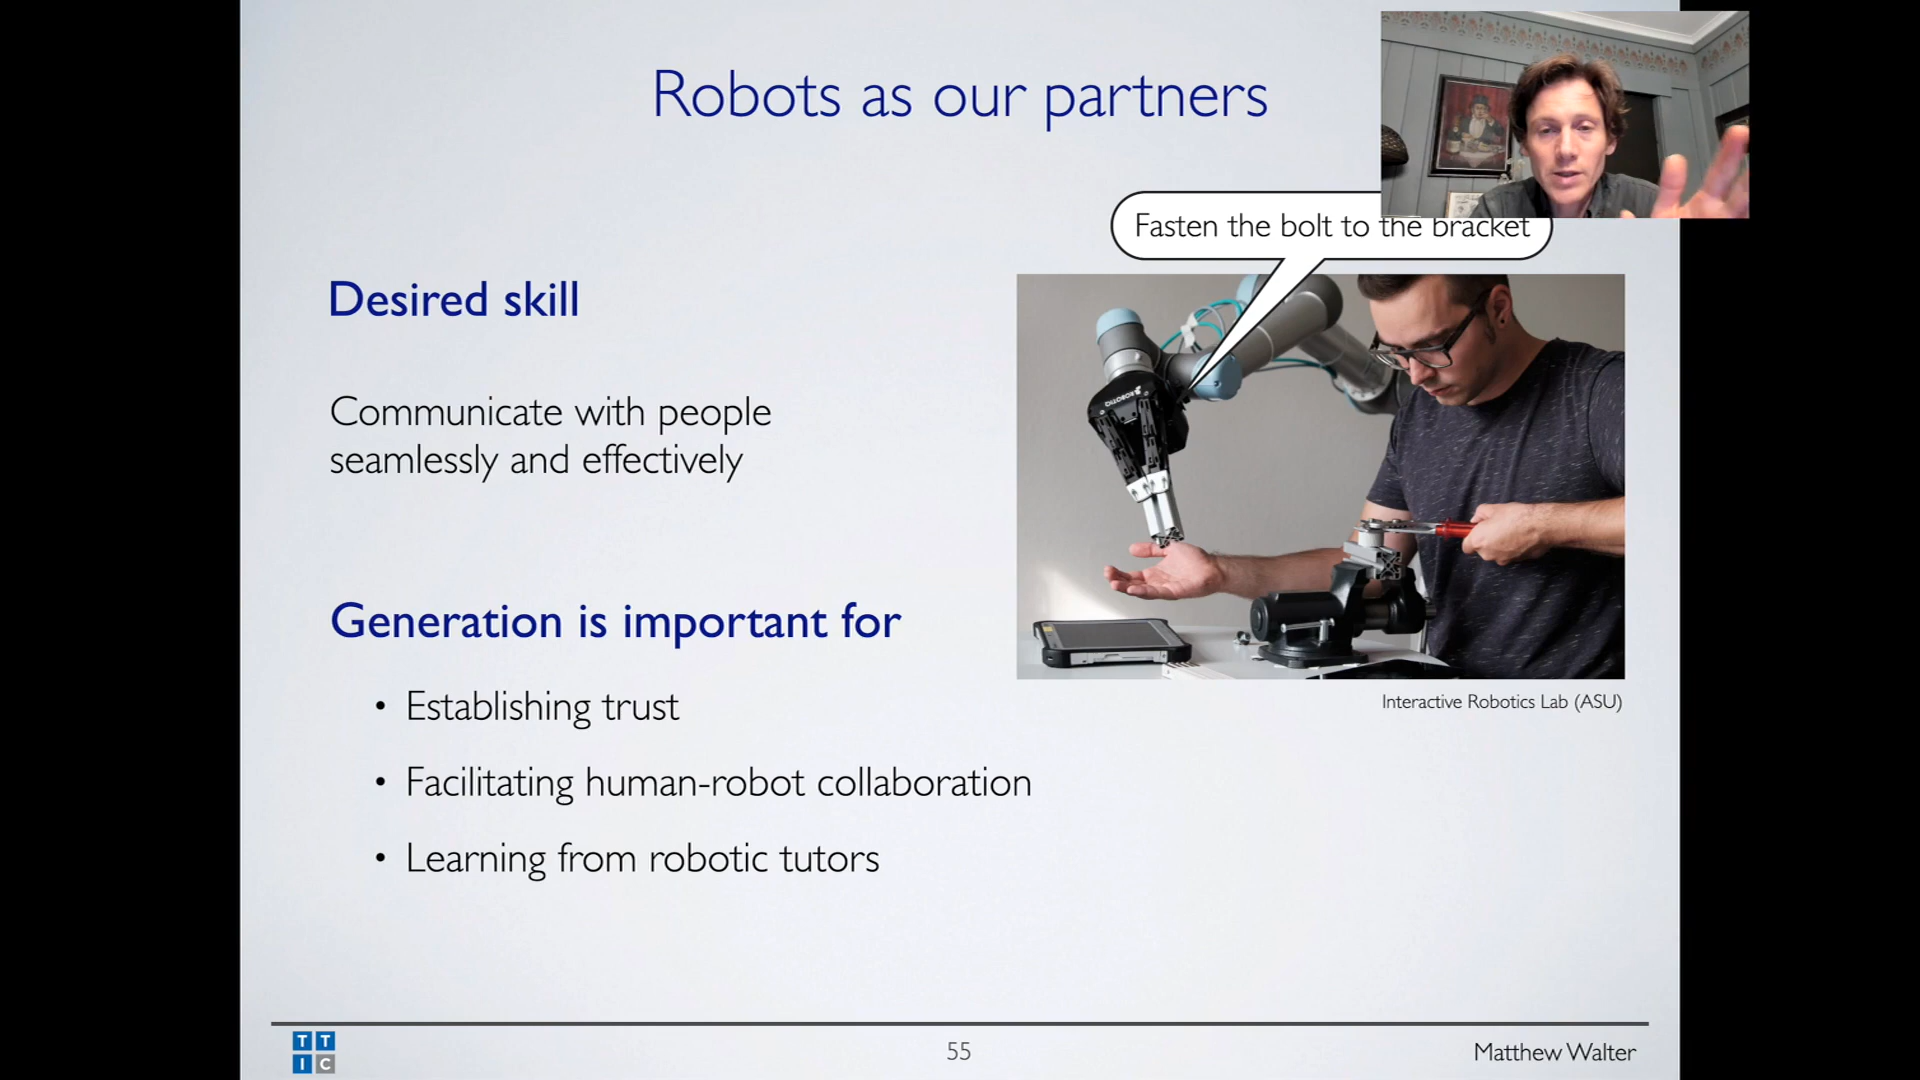 Robots as our partners
Fasten the bolt to the bracket
Desired skill
Communicate with people
seamlessly and effectively
ROBOTIQ
Generation is important for
Interactive Robotics Lab (ASU)
• Establishing trust
• Facilitating human-robot collaboration
• Learning from robotic tutors
TTIC
55
Matthew Walter